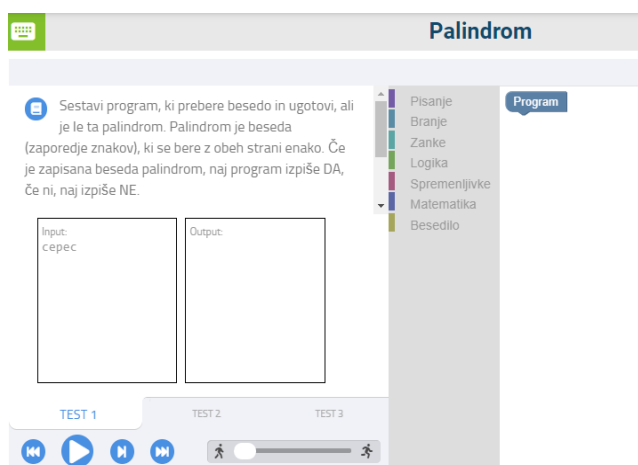 Palindrom
Sestavi program, ki prebere besedo in ugotovi, ali
je le ta palindrom. Palindrom je beseda
(zaporedje znakov), ki se bere z obeh strani enako. Če
je zapisana beseda palindrom, naj program izpiše DA,
če ni, naj izpiše NE.
Input:
cepec
Output:
TEST 1
TEST 2
TEST 3
Pisanje
Branje
Zanke
Logika
Spremenljivke
Matematika
Besedilo
Program